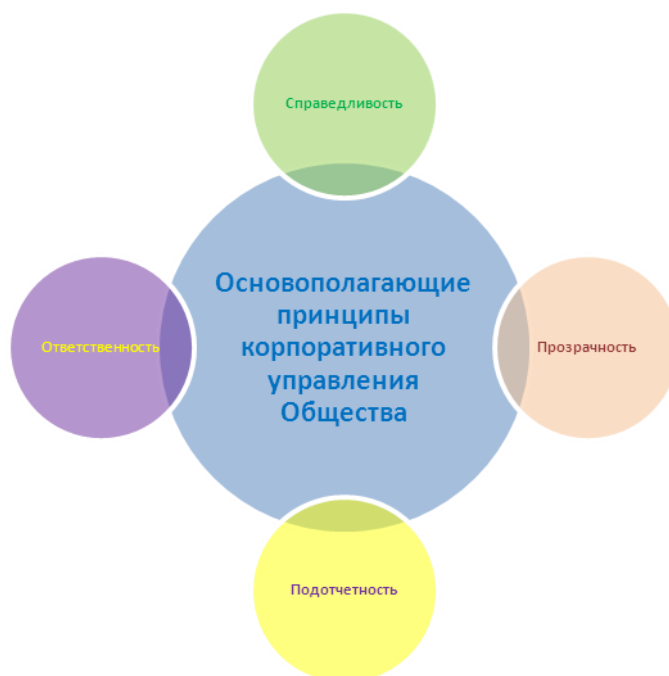 Справедливость
Основополагающие
принципы
корпоративного
управления
Общества
Ответственность
Прозрачность
Подотчетность